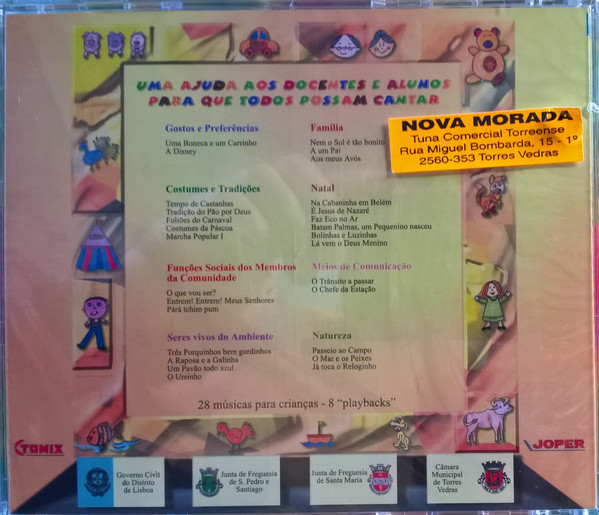 UMA AJUDA AOS DOCENTES E ALUNOS
PARA QUE TODOS POSSAM CANTAR
NOVA MORADA
Tuna Comercial Torreense
Rua Miguel Bombarda, 15 - 1º
2560-353 Torres Vedras
Gostos e Preferências
Uma Boneca e um Carrinho
A Disney
Família
Nem o Sol é tão bonito
A um Pai
Aos meus Avós
Costumes e Tradições
Tempo de Castanhas
Tradição do Pão por Deus
Foliões do Carnaval
Costumes da Páscoa
Marcha Popular I
Natal
Na Cabaninha em Belém
É Jesus de Nazaré
Faz Eco no Ar
Batam Palmas, um Pequenino nasceu
Bolinhas e Luzinhas
Lá vem o Deus Menino
Funções Sociais dos Membros
da Comunidade
O que vou ser?
Entrem! Entrem! Meus Senhores
Pára tchim pum
Meios de Comunicação
O Trânsito a passar
O Chefe da Estação
Seres vivos do Ambiente
Três Porquinhos bem gordinhos
A Raposa e a Galinha
Um Pavão todo azul
O Ursinho
Natureza
Passeio ao Campo
O Mar e os Peixes
Já toca o Reloginho
28 músicas para crianças - 8 “playbacks”
TOMIX
JOPER
Governo Civil
do Distrito
de Lisboa
Junta de Freguesia
de S. Pedro e
Santiago
Junta de Freguesia
de Santa Maria
Câmara
Municipal
de Torres
Vedras